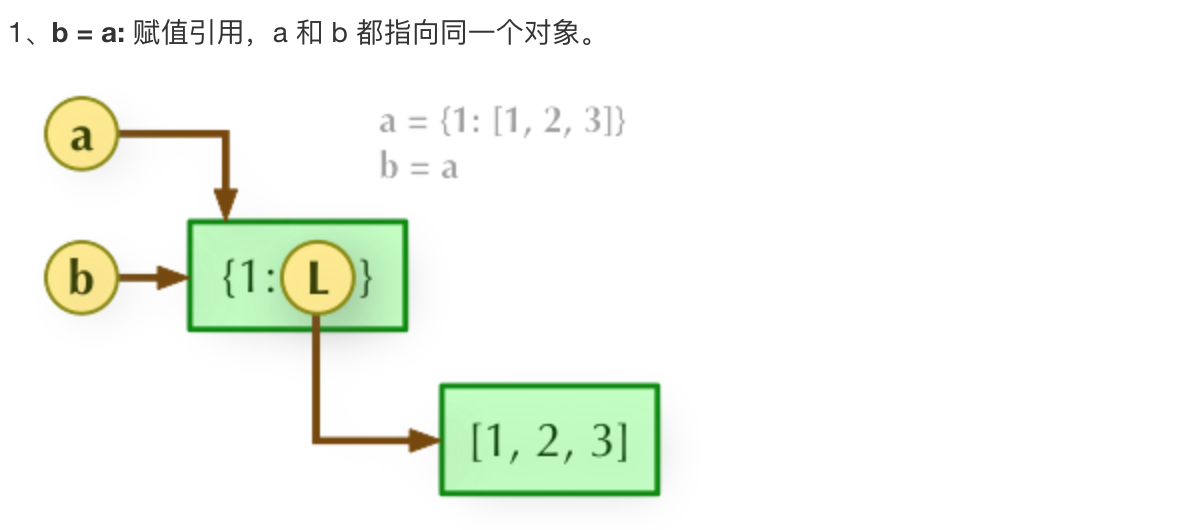 1、b = a: 赋值引用，a 和 b 都指向同一个对象。
a
a = {1: [1, 2, 3]}
b = a
b
{1: L }
[1, 2, 3]